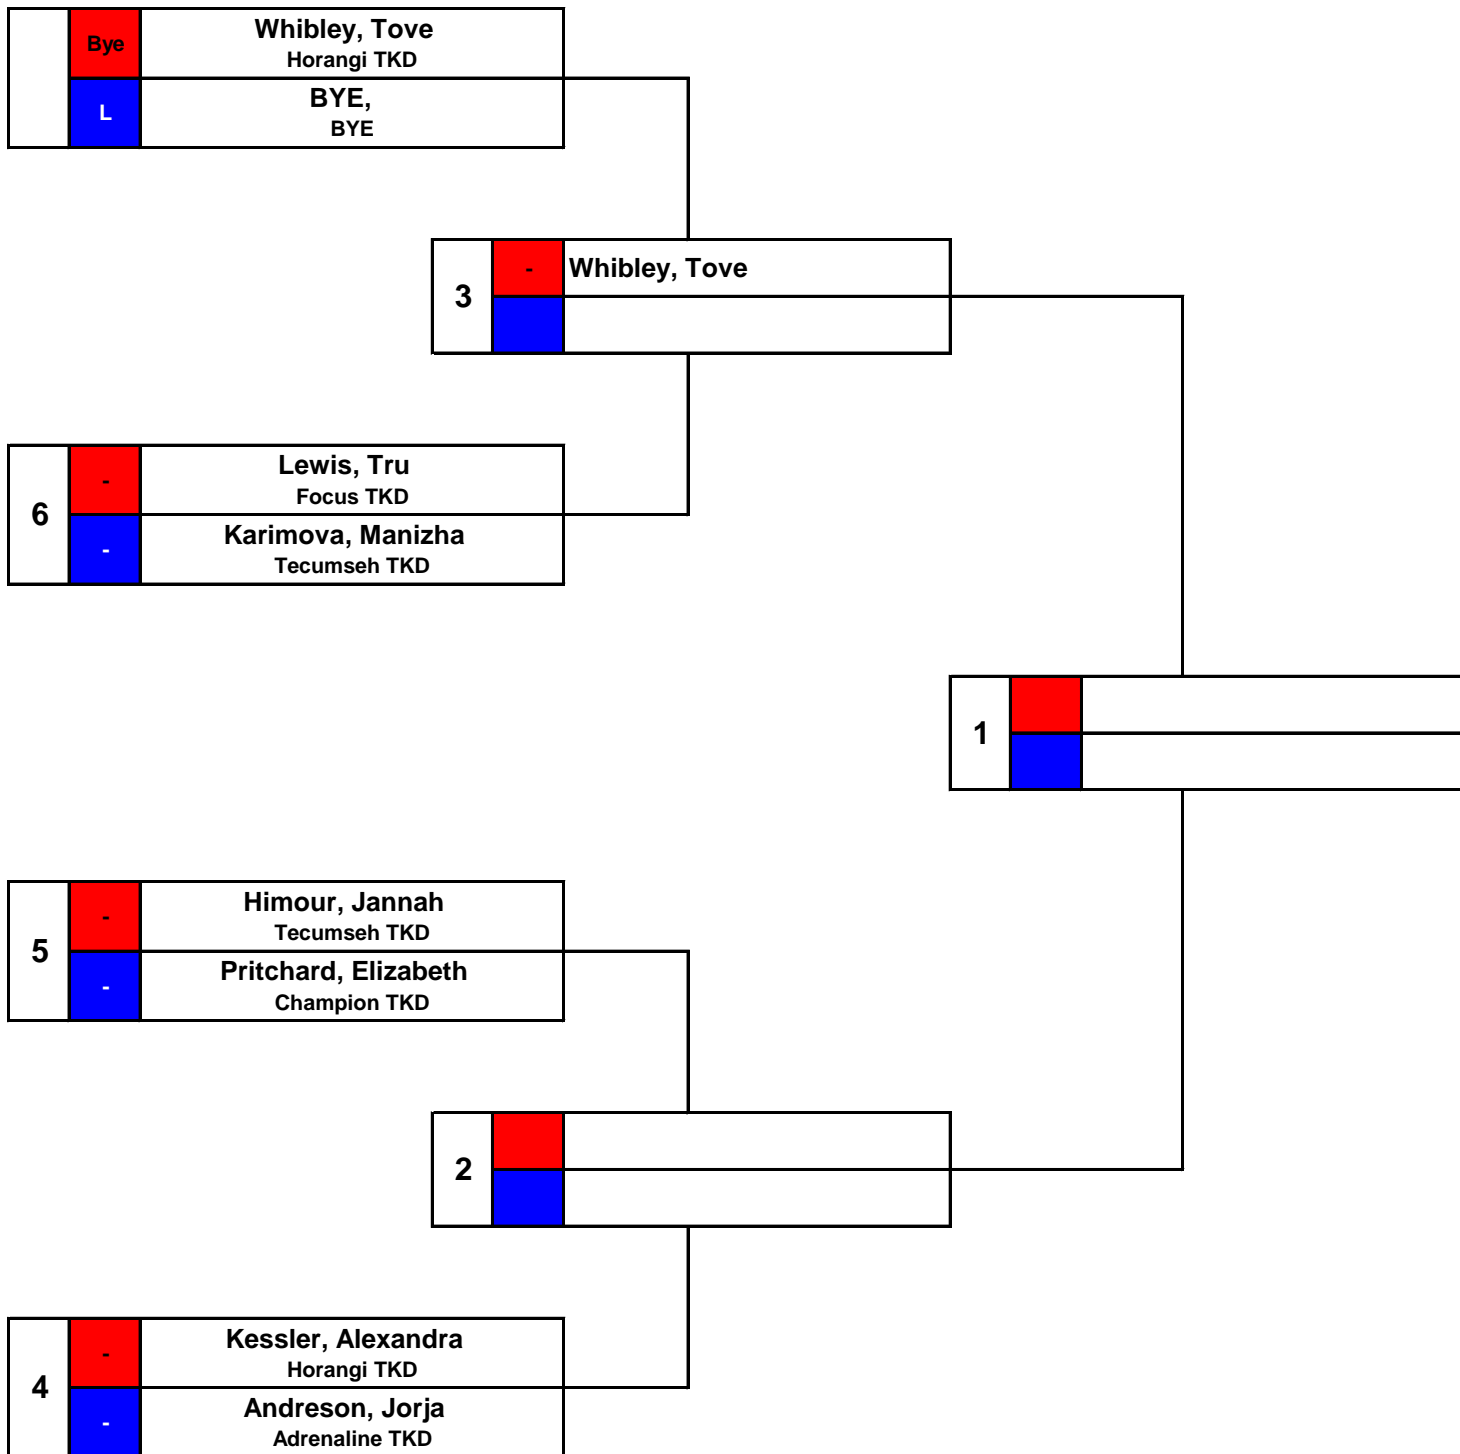 Bye
Whibley, Tove
Horangi TKD
L
BYE,
BYE
3
-
Whibley, Tove
6
-
Lewis, Tru
Focus TKD
-
Karimova, Manizha
Tecumseh TKD
1
5
-
Himour, Jannah
Tecumseh TKD
-
Pritchard, Elizabeth
Champion TKD
2
4
-
Kessler, Alexandra
Horangi TKD
-
Andreson, Jorja
Adrenaline TKD